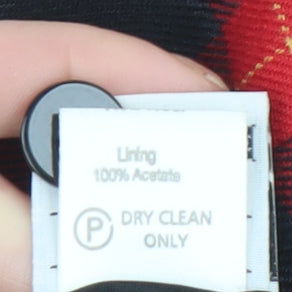 Lining
100% Acetate
P DRY CLEAN
ONLY